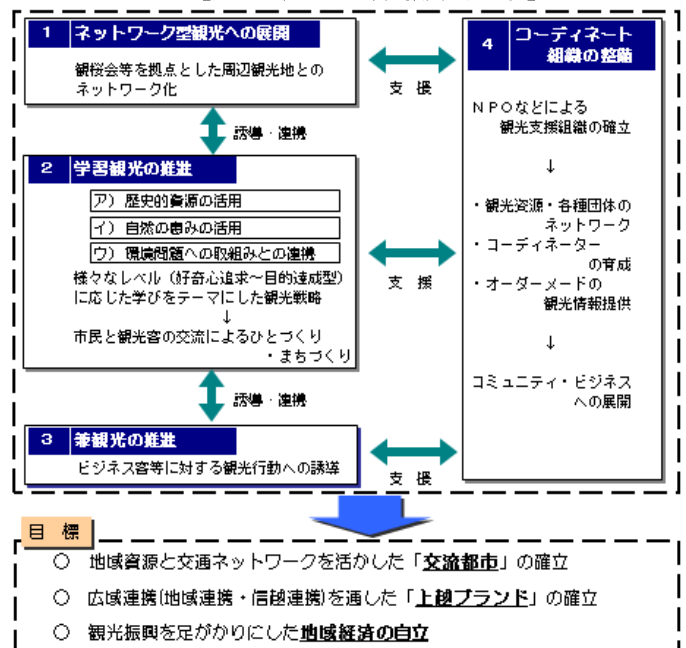 1 ネットワーク型観光への展開
観桜会等を拠点とした周辺観光地との
ネットワーク化
支 援
誘導・連携
2 学習観光の推進
ア）歴史的資源の活用
イ）自然の恵みの活用
ウ）環境問題への取組みとの連携
様々なレベル（好奇心追求～目的達成型）
に応じた学びをテーマにした観光戦略
↓
市民と観光客の交流によるひとづくり
・まちづくり
支 援
誘導・連携
3 兼観光の推進
ビジネス客等に対する観光行動への誘導
支 援
4 コーディネート
組織の整備
ＮＰＯなどによる
観光支援組織の確立
↓
・観光資源・各種団体の
ネットワーク
・コーディネーター
の育成
・オーダーメードの
観光情報提供
↓
コミュニティ・ビジネス
への展開
目 標
○ 地域資源と交通ネットワークを活かした「交流都市」の確立
○ 広域連携(地域連携・信越連携)を通した「上越ブランド」の確立
○ 観光振興を足がかりにした地域経済の自立